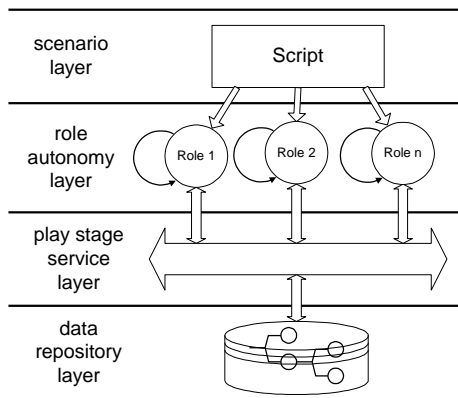 scenario
layer
Script
role
autonomy
layer
Role 1
Role 2
Role n
play stage
service
layer
data
repository
layer